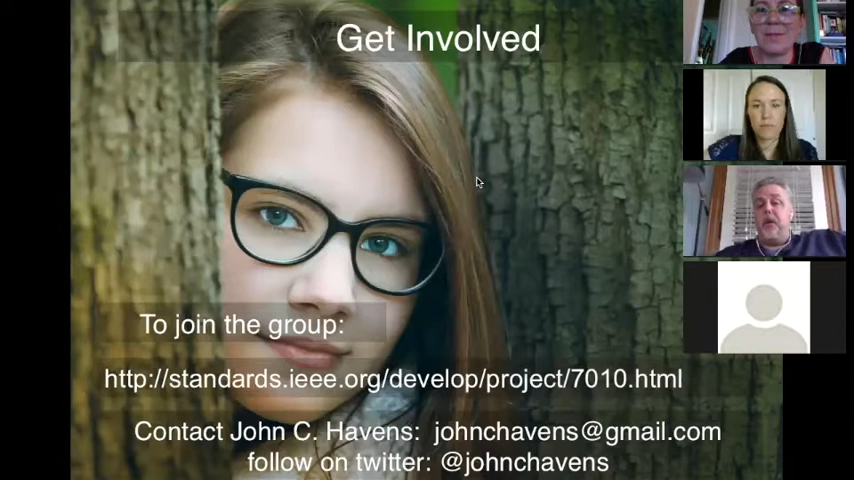 Get Involved
To join the group:
http://standards.ieee.org/develop/project/7010.html
Contact John C. Havens: johnchavens@gmail.com
follow on twitter: @johnchavens